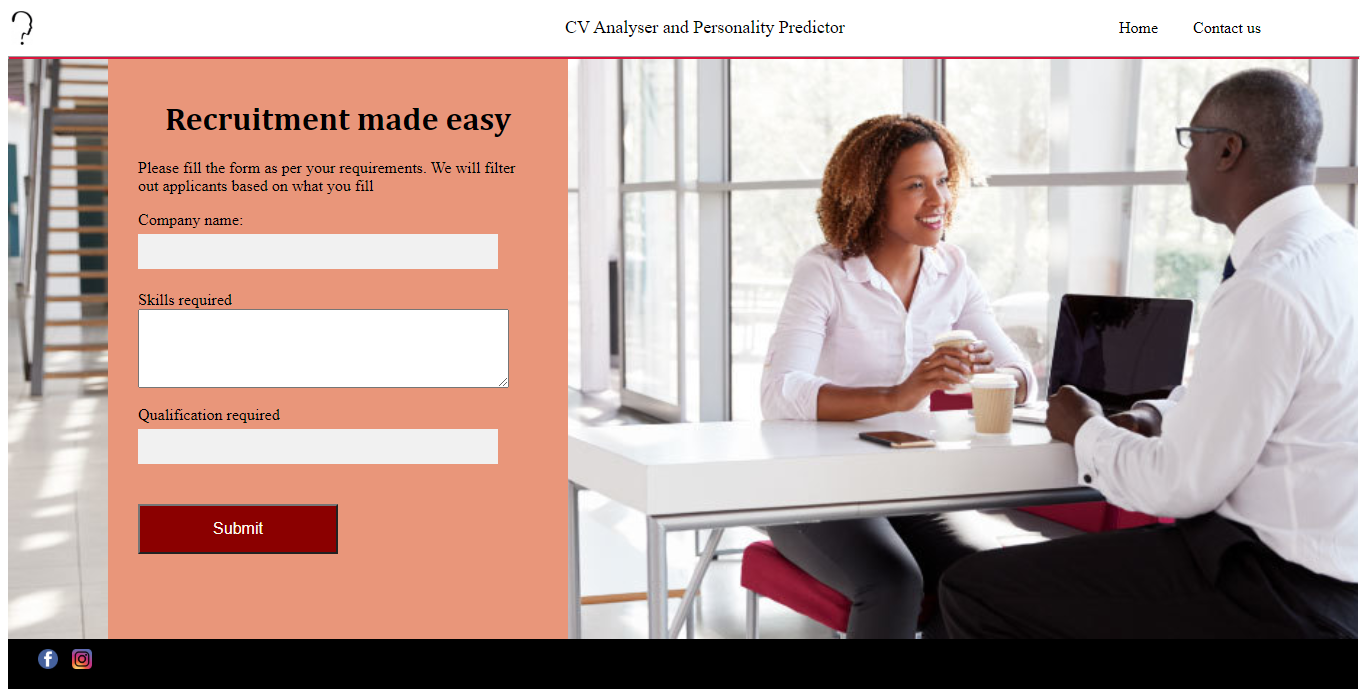 CV Analyser and Personality Predictor
Home
Contact us
Recruitment made easy
Please fill the form as per your requirements. We will filter
out applicants based on what you fill
Company name:
Skills required
Qualification required
Submit